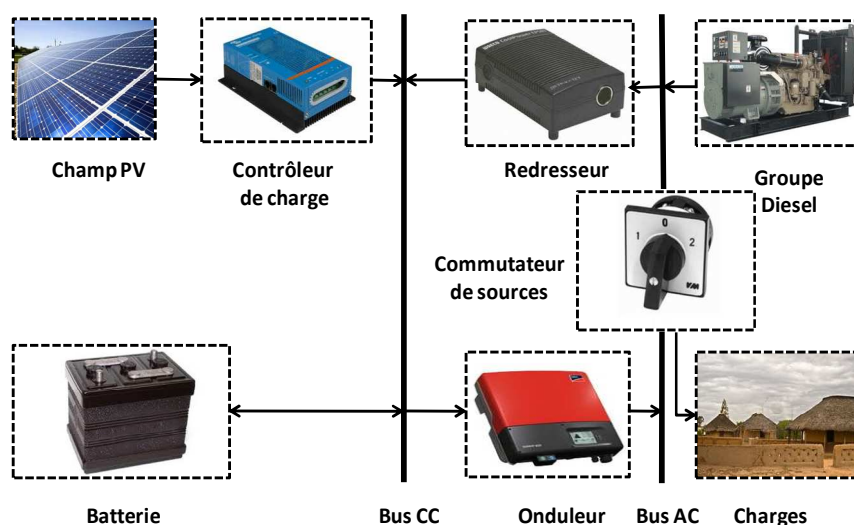 Champ PV
Contrôleur
de charge
Redresseur
Groupe
Diesel
Commutateur
de sources
0
1
2
Batterie
Bus CC
Onduleur
Bus AC
Charges